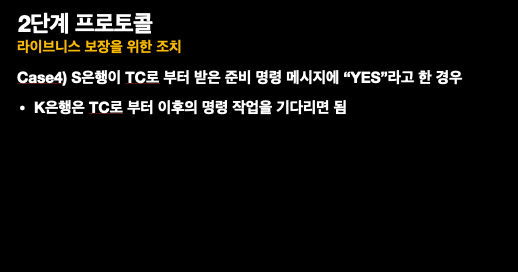 2단계 프로토콜
라이브니스 보장을 위한 조치
Case4) S은행이 TC로 부터 받은 준비 명령 메시지에 “YES”라고 한 경우
• K은행은 TC로 부터 이후의 명령 작업을 기다리면 됨